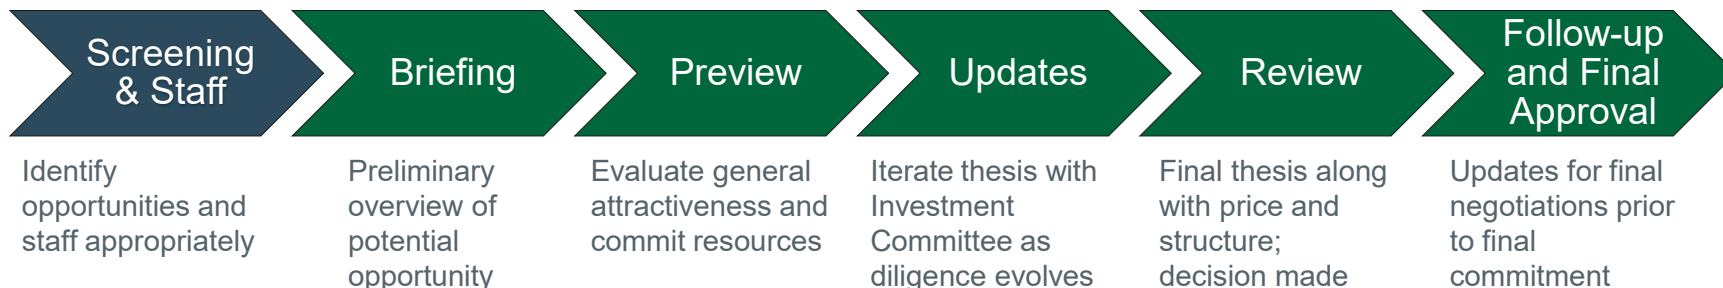 Screening
& Staff
Briefing
Preview
Updates
Review
Follow-up
and Final
Approval
Identify
opportunities and
staff appropriately
Preliminary
overview of
potential
opportunity
Evaluate general
attractiveness and
commit resources
Iterate thesis with
Investment
Committee as
diligence evolves
Final thesis along
with price and
structure;
decision made
Updates for final
negotiations prior
to final
commitment